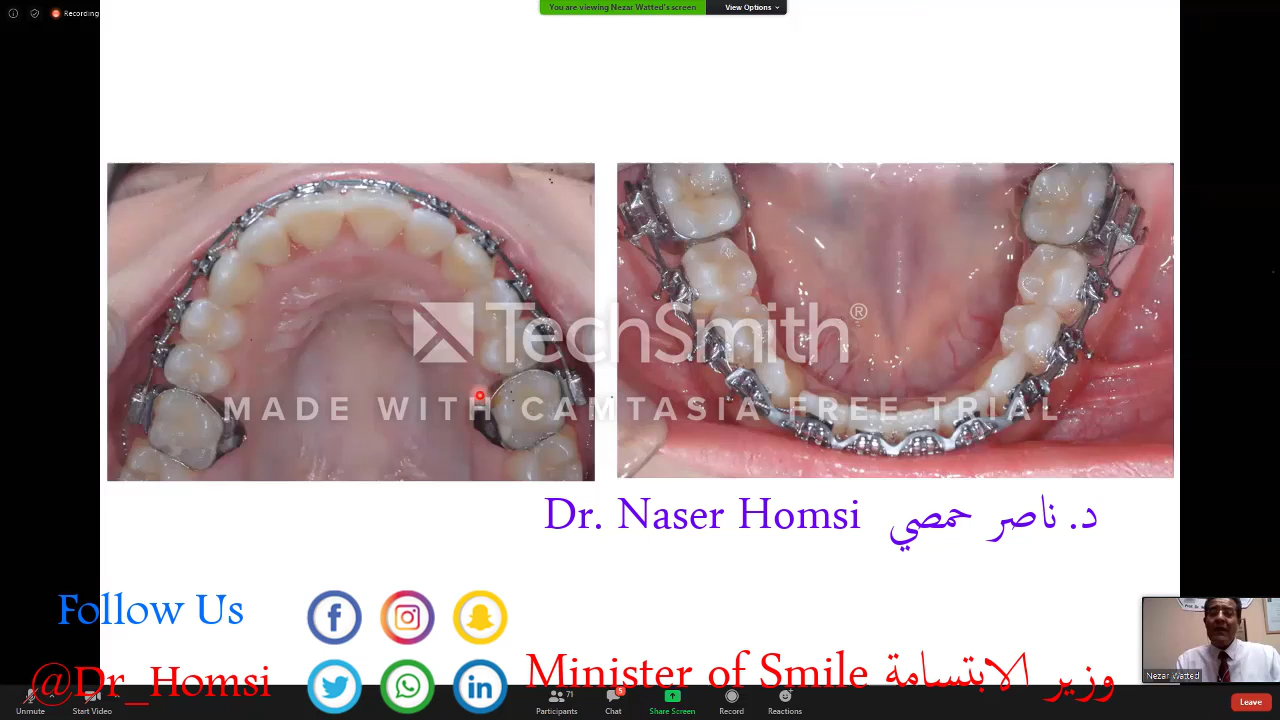 Recording
You are viewing Nezar Watted's screen View Options
TechSmith®
MADE WITH CAMTASIA FREE TRIAL
Dr. Naser Homsi د. ناصر حمصي
Follow Us
@Dr_Homsi
Minister of Smile وزير الابتسامة
Nezar Watted
Unmute
Start Video
Participants 71
Chat 5
Share Screen
Record
Reactions
Leave